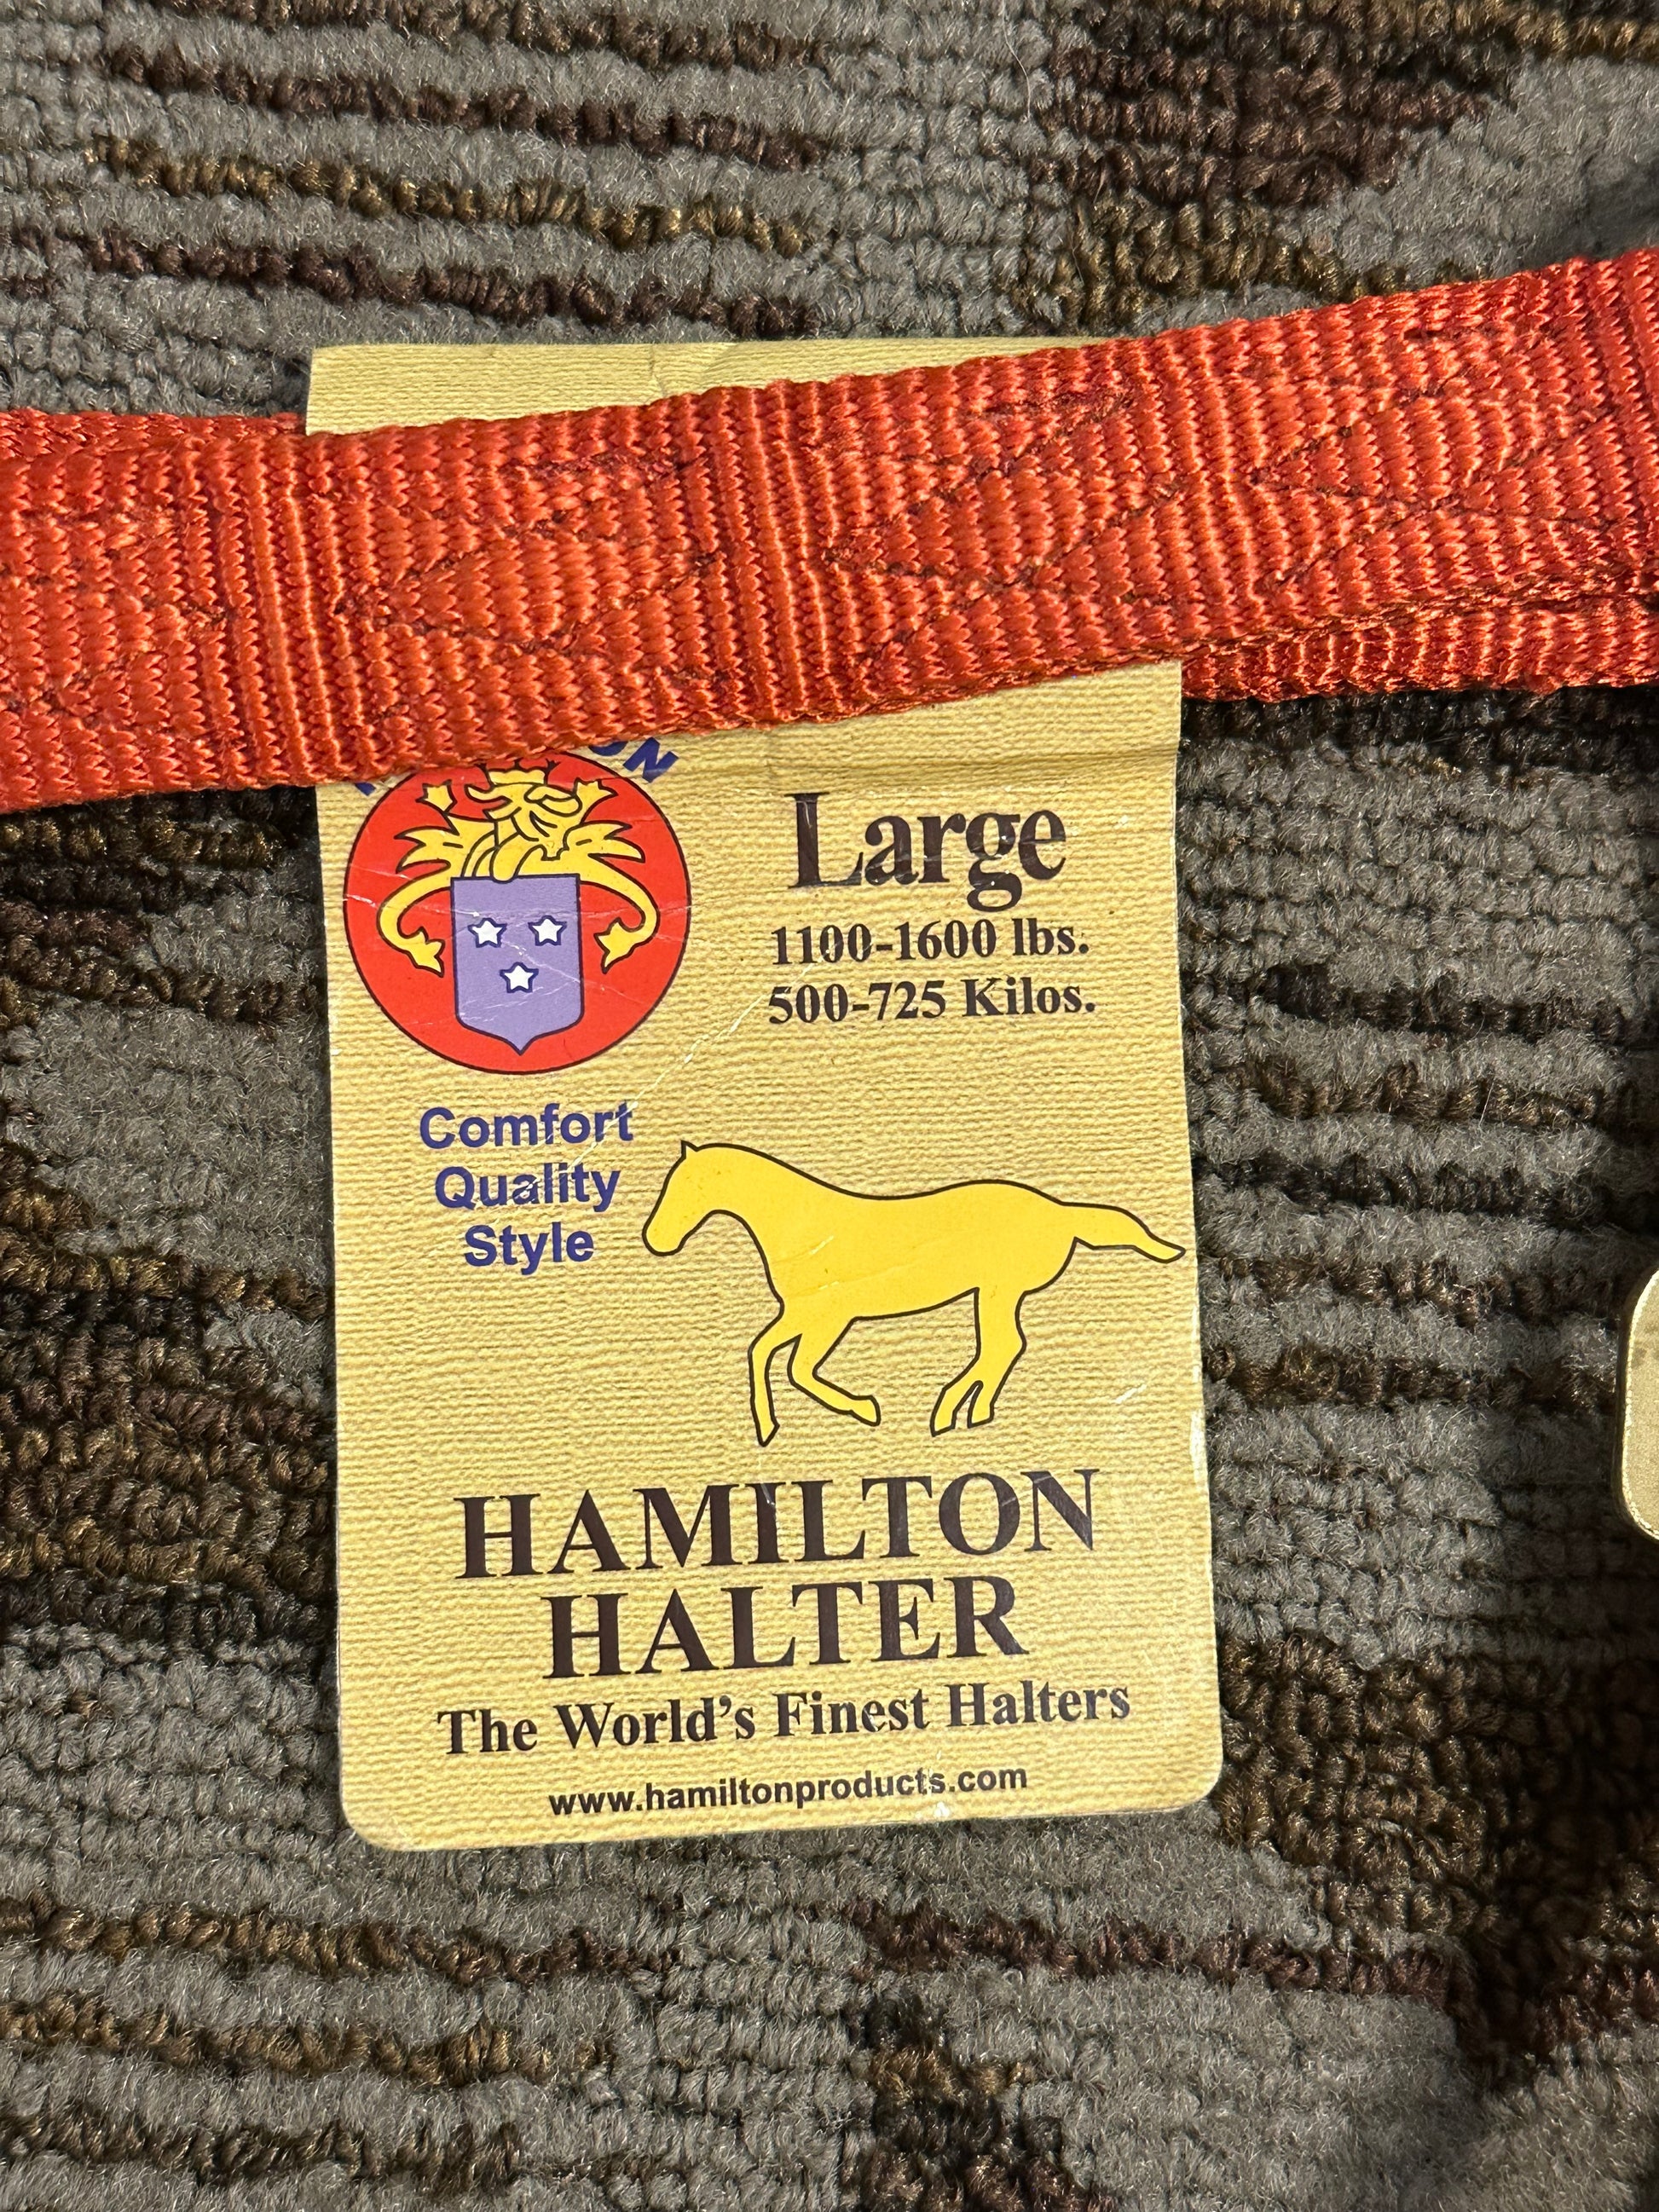 Large
1100-1600 lbs.
500-725 Kilos.
Comfort
Quality
Style
HAMILTON
HALTER
The World's Finest Halters
www.hamiltonproducts.com